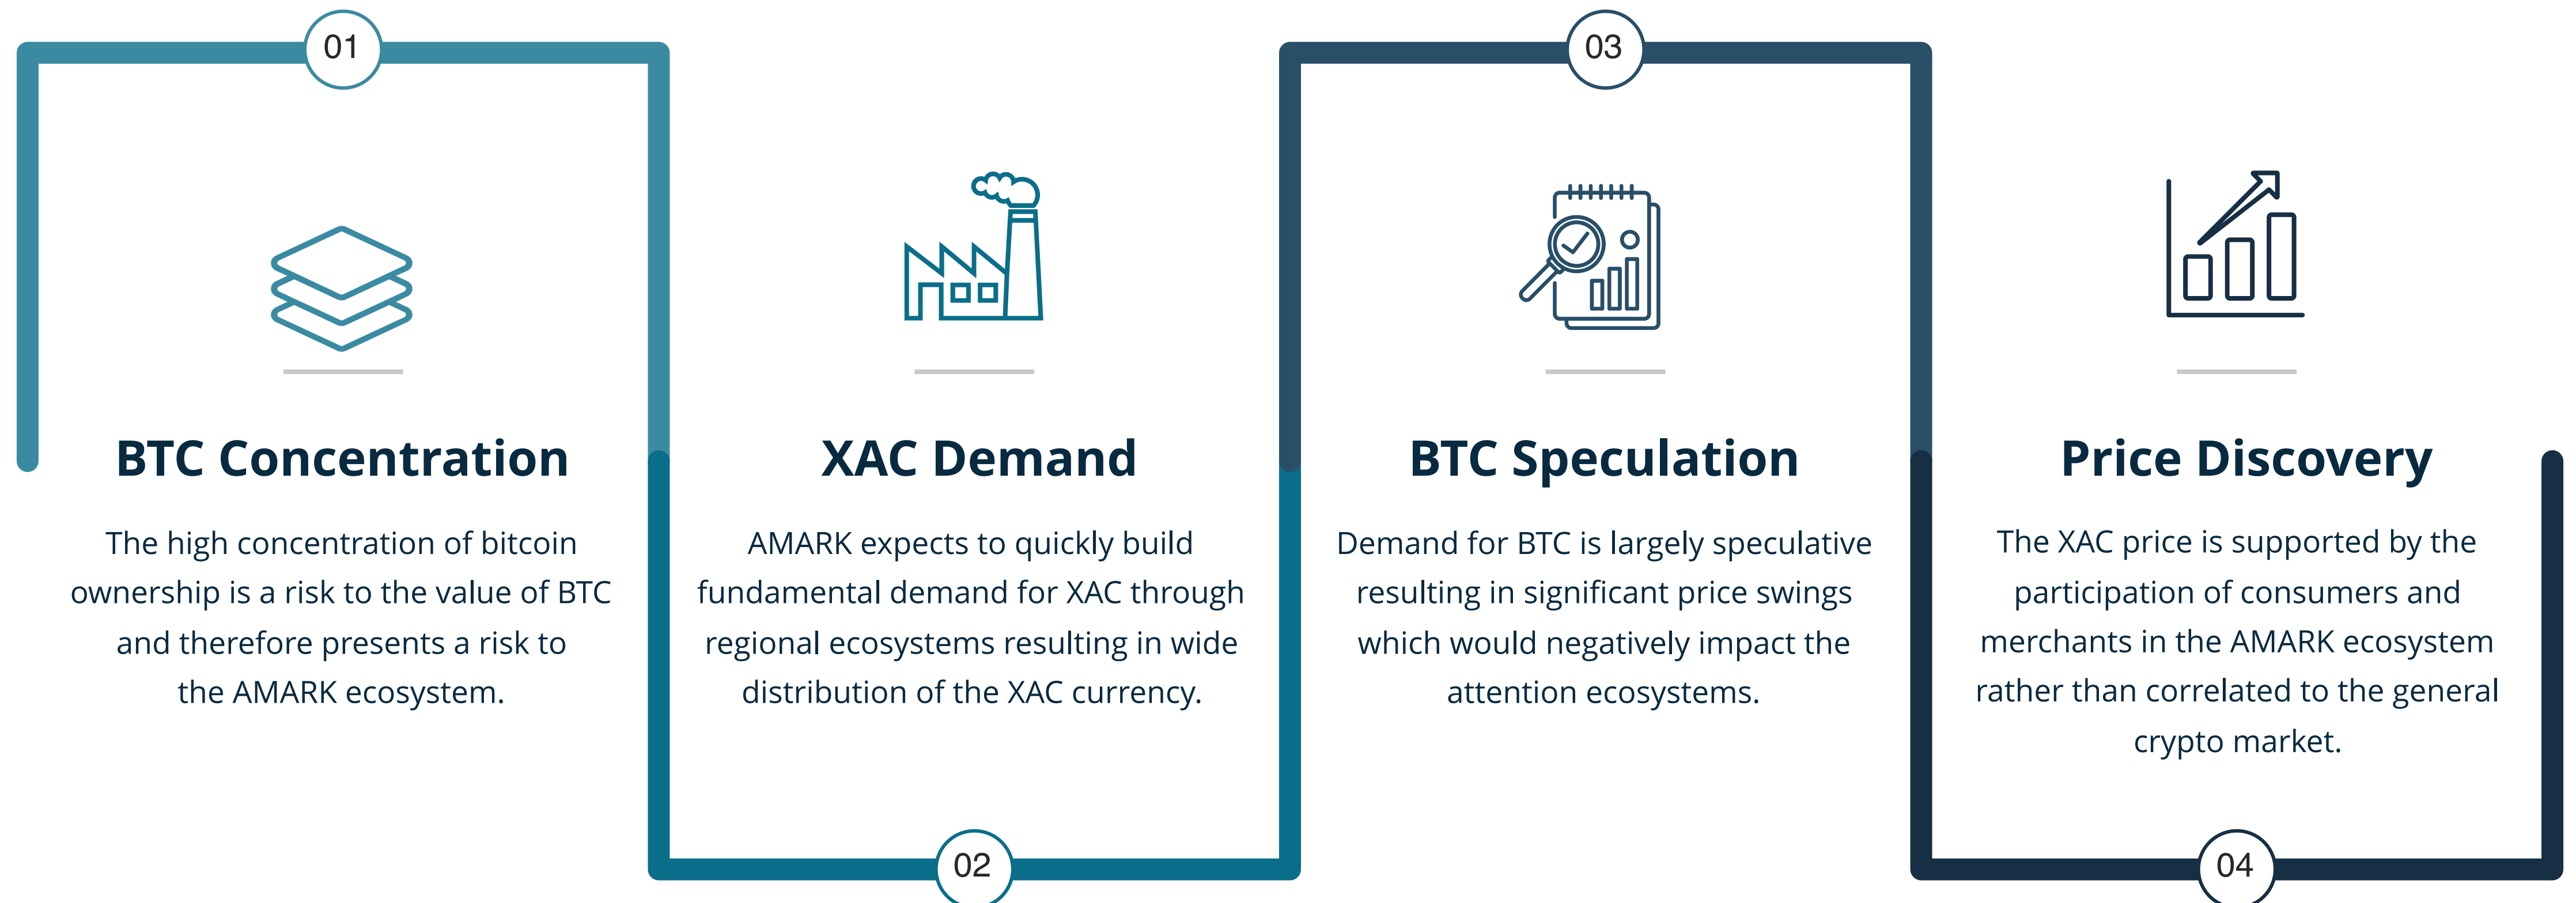 01
BTC Concentration
The high concentration of bitcoin
ownership is a risk to the value of BTC
and therefore presents a risk to
the AMARK ecosystem.
02
XAC Demand
AMARK expects to quickly build
fundamental demand for XAC through
regional ecosystems resulting in wide
distribution of the XAC currency.
03
BTC Speculation
Demand for BTC is largely speculative
resulting in significant price swings
which would negatively impact the
attention ecosystems.
04
Price Discovery
The XAC price is supported by the
participation of consumers and
merchants in the AMARK ecosystem
rather than correlated to the general
crypto market.